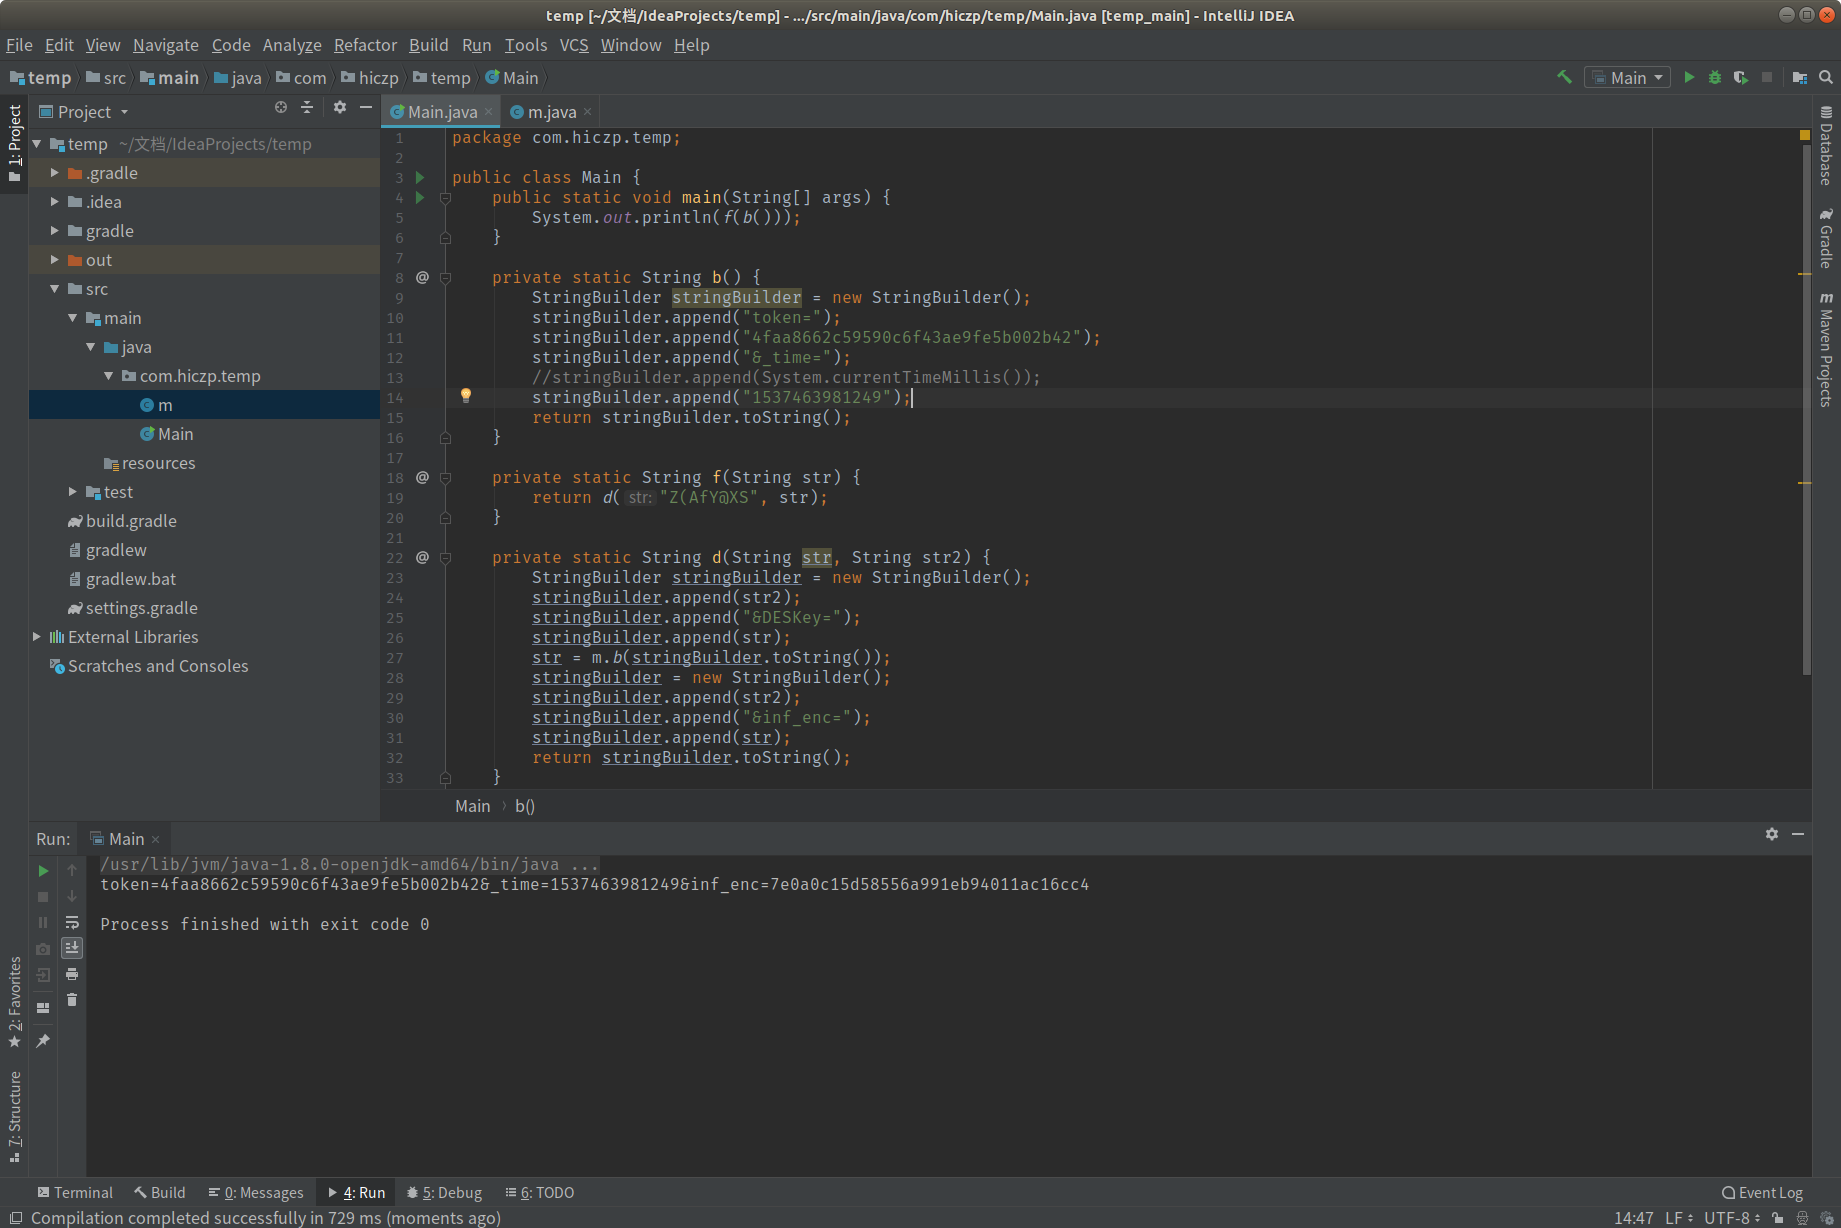 temp [~/文档/IdeaProjects/temp] - .../src/main/java/com/hiczp/temp/Main.java [temp_main] - IntelliJ IDEA
File Edit View Navigate Code Analyze Refactor Build Run Tools VCS Window Help
temp src main java com hiczp temp Main
Main
1: Project
Project
Main.java
m.java
temp ~/文档/IdeaProjects/temp
.gradle
.idea
gradle
out
src
main
java
com.hiczp.temp
m
Main
resources
test
build.gradle
gradlew
gradlew.bat
settings.gradle
External Libraries
Scratches and Consoles
1 package com.hiczp.temp;
2
3 public class Main {
4 public static void main(String[] args) {
5 System.out.println(f(b()));
6 }
7
8 @ private static String b() {
9 StringBuilder stringBuilder = new StringBuilder();
10 stringBuilder.append("token=");
11 stringBuilder.append("4faa8662c59590c6f43ae9fe5b002b42");
12 stringBuilder.append("&_time=");
13 //stringBuilder.append(System.currentTimeMillis());
14 stringBuilder.append("1537463981249");
15 return stringBuilder.toString();
16 }
17
18 @ private static String f(String str) {
19 return d( str: "Z(AfY@XS", str);
20 }
21
22 @ private static String d(String str, String str2) {
23 StringBuilder stringBuilder = new StringBuilder();
24 stringBuilder.append(str2);
25 stringBuilder.append("&DESKey=");
26 stringBuilder.append(str);
27 str = m.b(stringBuilder.toString());
28 stringBuilder = new StringBuilder();
29 stringBuilder.append(str2);
30 stringBuilder.append("&inf_enc=");
31 stringBuilder.append(str);
32 return stringBuilder.toString();
33 }
Main › b()
Database
Gradle
Maven Projects
Run: Main
/usr/lib/jvm/java-1.8.0-openjdk-amd64/bin/java ...
token=4faa8662c59590c6f43ae9fe5b002b42&_time=1537463981249&inf_enc=7e0a0c15d58556a991eb94011ac16cc4
Process finished with exit code 0
2: Favorites
7: Structure
Terminal Build 0: Messages 4: Run 5: Debug 6: TODO Event Log
Compilation completed successfully in 729 ms (moments ago) 14:47 LF UTF-8